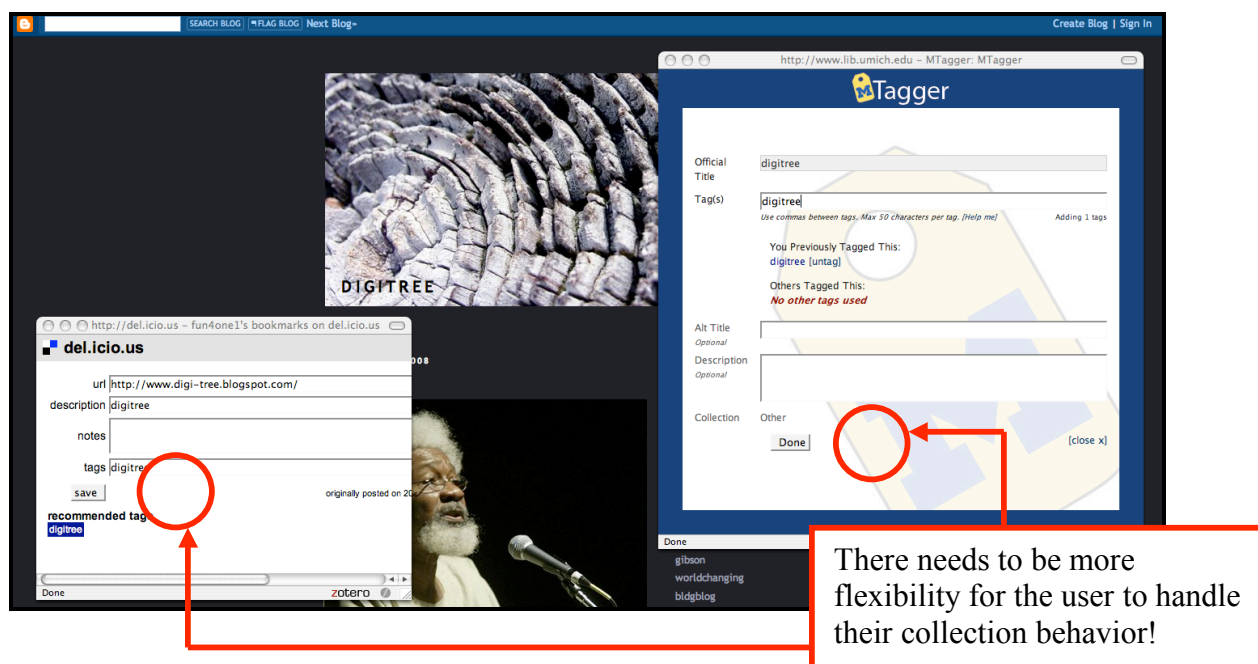 SEARCH BLOG FLAG BLOG Next Blog»
Create Blog | Sign In
http://www.lib.umich.edu – MTagger: MTagger
MTagger
Official Title
digitree
Tag(s)
digitree
Use commas between tags. Max 50 characters per tag. [Help me]
Adding 1 tags
You Previously Tagged This:
digitree [untag]
Others Tagged This:
No other tags used
Alt Title
Optional
Description
Optional
Collection
Other
Done
[close x]
Done
DIGITREE
008
http://del.icio.us – fun4one1's bookmarks on del.icio.us
del.icio.us
url http://www.digi-tree.blogspot.com/
description digitree
notes
tags digitree
save
originally posted on 20
recommended tags
digitree
Done
zotero
gibson
worldchanging
bldgblog
There needs to be more
flexibility for the user to handle
their collection behavior!